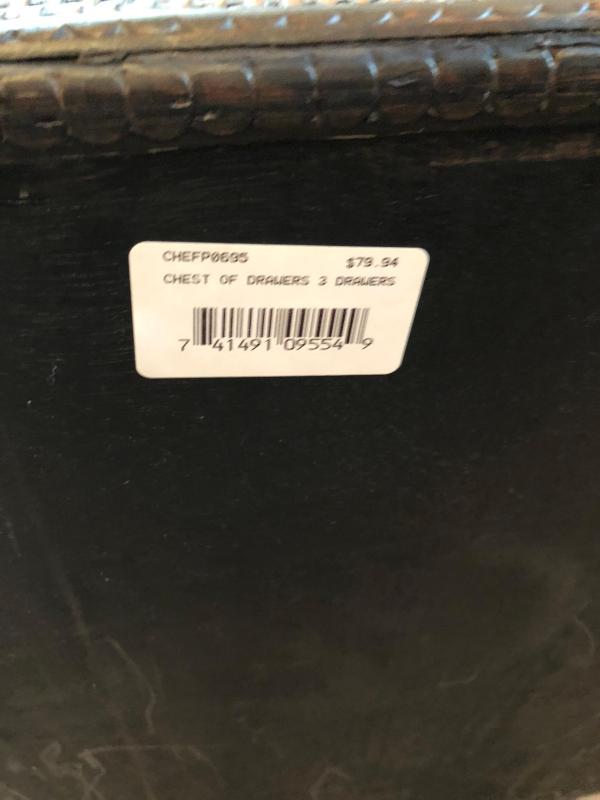 CHEFP0695 $79.94
CHEST OF DRAWERS 3 DRAWERS
7 41491 09554 9